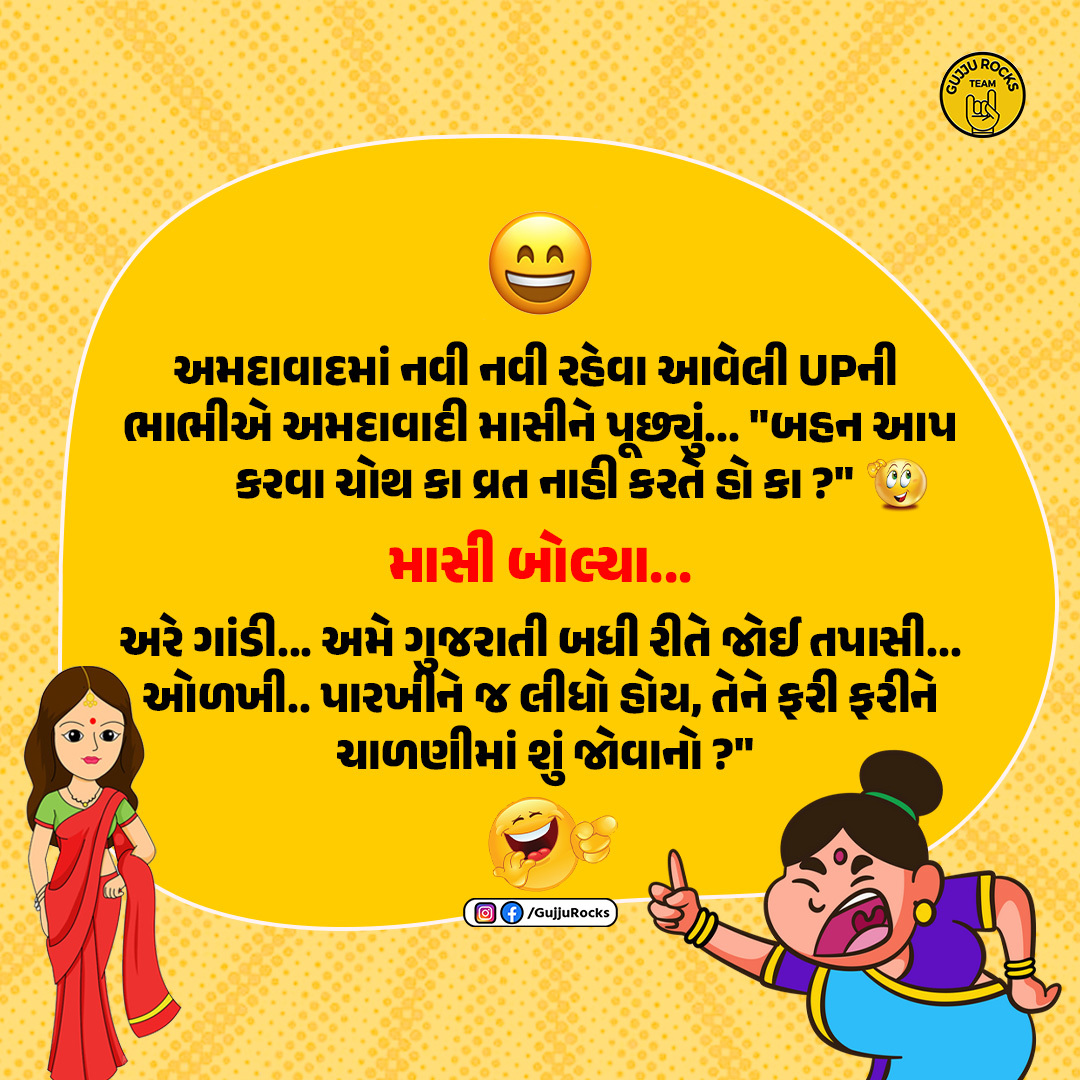 GUJJU ROCKS
TEAM
અમદાવાદમાં નવી નવી રહેવા આવેલી UPની
ભાભીએ અમદાવાદી માસીને પૂછ્યું... "બહન આપ
કરવા ચોથ કા વ્રત નાહી કરતે હો કા ?"
માસી બોલ્યા...
અરે ગાંડી... અમે ગુજરાતી બધી રીતે જોઈ તપાસી...
ઓળખી.. પારખીને જ લીધો હોય, તેને ફરી ફરીને
ચાળણીમાં શું જોવાનો ?"
/GujjuRocks